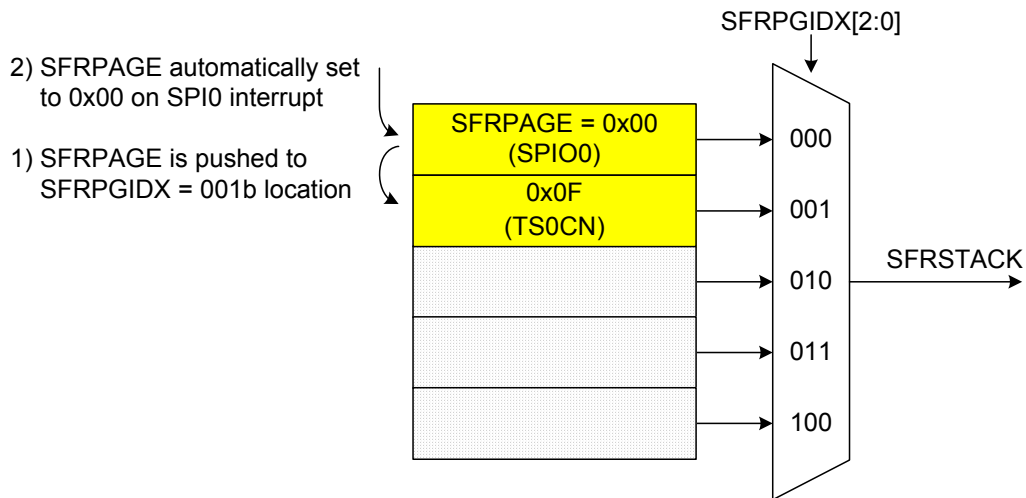 SFRPGIDX[2:0]
2) SFRPAGE automatically set
to 0x00 on SPI0 interrupt
1) SFRPAGE is pushed to
SFRPGIDX = 001b location
SFRPAGE = 0x00
(SPIO0)
0x0F
(TS0CN)
000
001
010
011
100
SFRSTACK